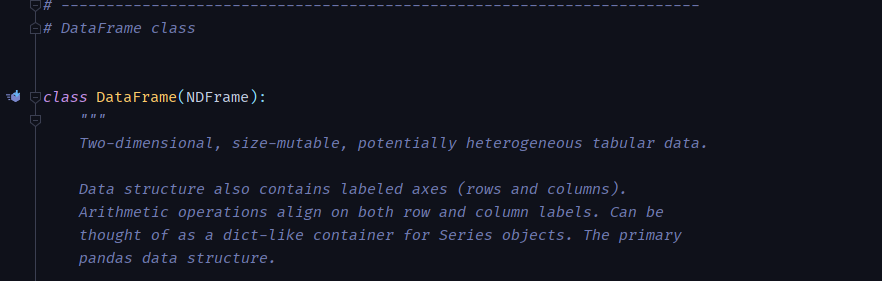 # -----------------------------------------------------------------------
# DataFrame class
class DataFrame(NDFrame):
"""
Two-dimensional, size-mutable, potentially heterogeneous tabular data.
Data structure also contains labeled axes (rows and columns).
Arithmetic operations align on both row and column labels. Can be
thought of as a dict-like container for Series objects. The primary
pandas data structure.